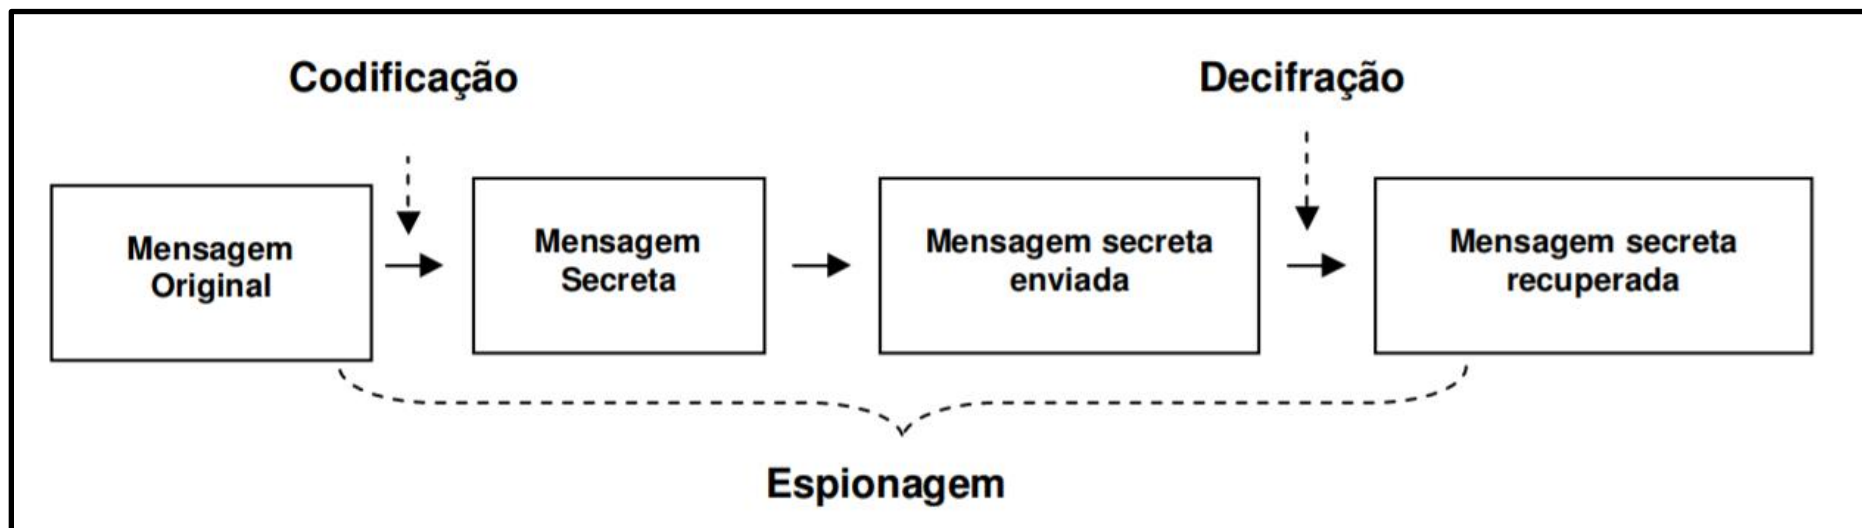 Codificação
Decifração
Mensagem
Original
Mensagem
Secreta
Mensagem secreta
enviada
Mensagem secreta
recuperada
Espionagem